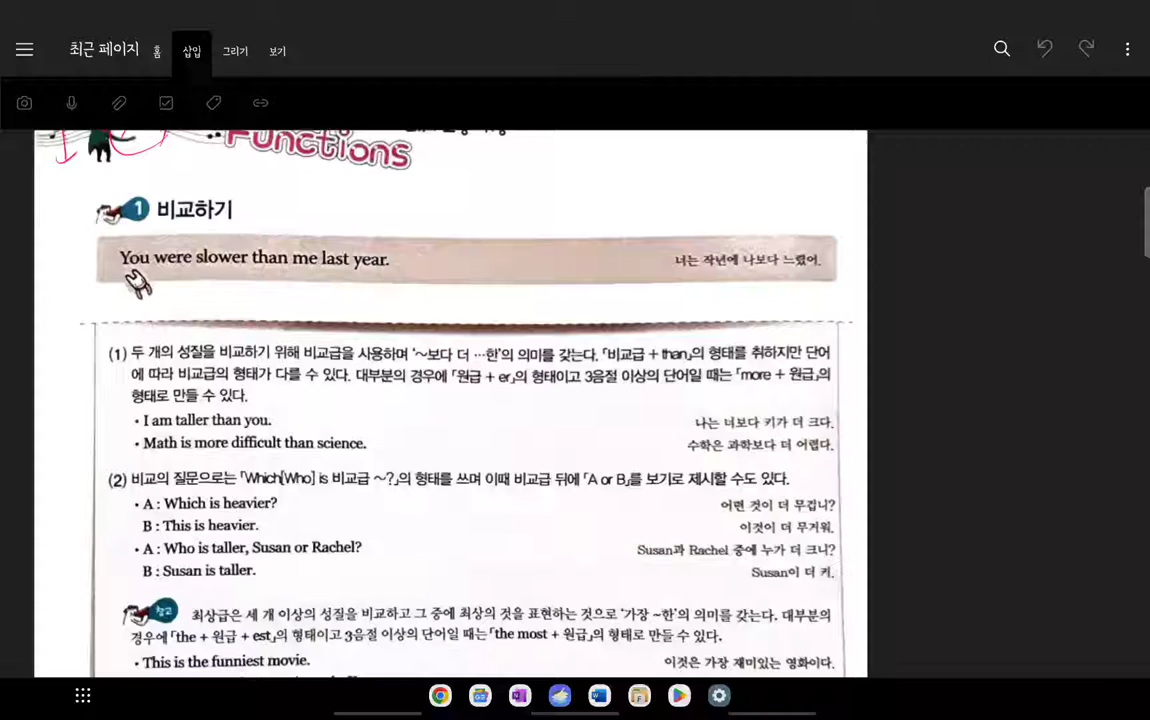 최근 페이지 홈 삽입 그리기 보기
Functions
1 비교하기
You were slower than me last year. 너는 작년에 나보다 느렸어.
(1) 두 개의 성질을 비교하기 위해 비교급을 사용하며 '~보다 더 …한'의 의미를 갖는다. 「비교급 + than」의 형태를 취하지만 단어
에 따라 비교급의 형태가 다를 수 있다. 대부분의 경우에 「원급 + er」의 형태이고 3음절 이상의 단어일 때는 「more + 원급」의
형태로 만들 수 있다.
• I am taller than you. 나는 너보다 키가 더 크다.
• Math is more difficult than science. 수학은 과학보다 더 어렵다.
(2) 비교의 질문으로는 「Which[Who] is 비교급 ~?」의 형태를 쓰며 이때 비교급 뒤에 「A or B」를 보기로 제시할 수도 있다.
• A : Which is heavier? 어떤 것이 더 무겁니?
B : This is heavier. 이것이 더 무거워.
• A : Who is taller, Susan or Rachel? Susan과 Rachel 중에 누가 더 크니?
B : Susan is taller. Susan이 더 커.
참고 최상급은 세 개 이상의 성질을 비교하고 그 중에 최상의 것을 표현하는 것으로 '가장 ~한'의 의미를 갖는다. 대부분의
경우에 「the + 원급 + est」의 형태이고 3음절 이상의 단어일 때는 「the most + 원급」의 형태로 만들 수 있다.
• This is the funniest movie. 이것은 가장 재미있는 영화이다.